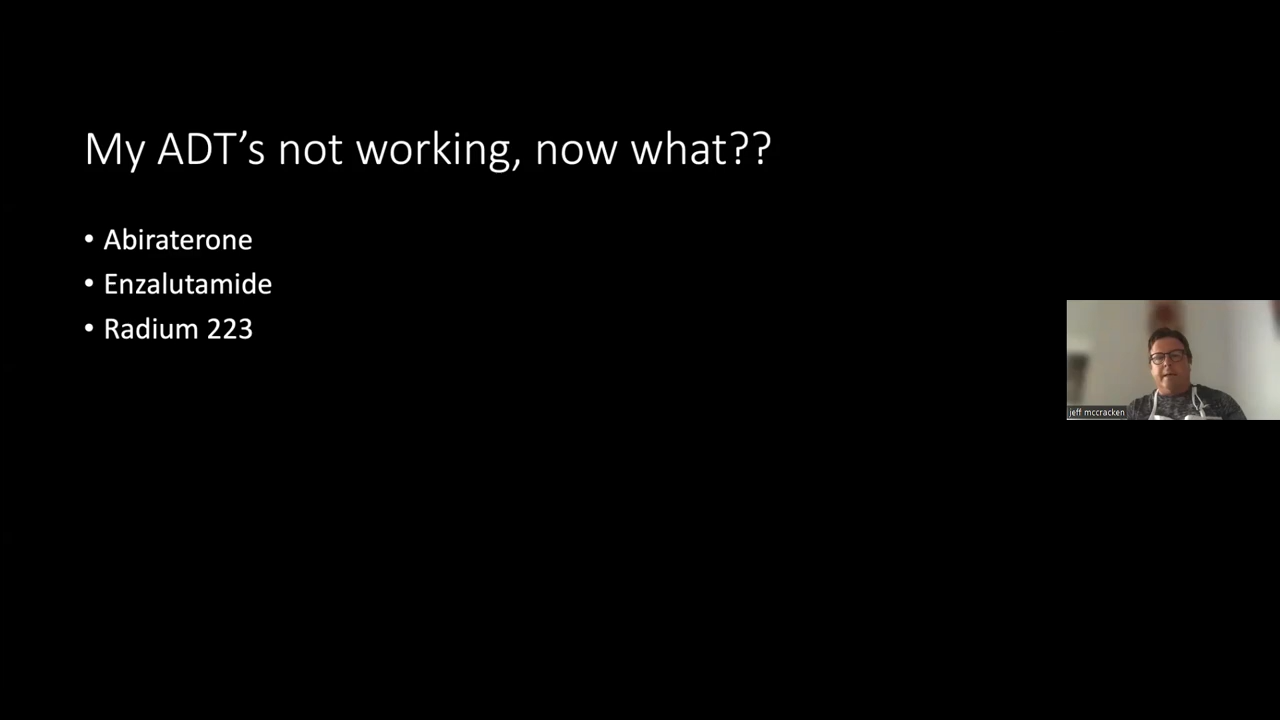 My ADT’s not working, now what??
• Abiraterone
• Enzalutamide
• Radium 223
jeff mccracken